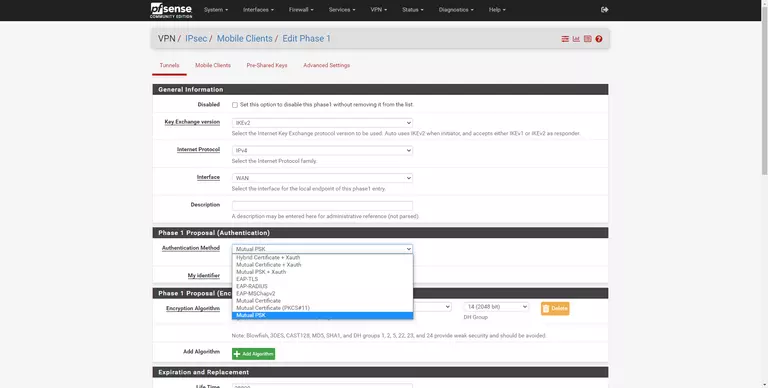 pfsense
COMMUNITY EDITION
System Interfaces Firewall Services VPN Status Diagnostics Help
VPN / IPsec / Mobile Clients / Edit Phase 1
Tunnels Mobile Clients Pre-Shared Keys Advanced Settings
General Information
Disabled Set this option to disable this phase1 without removing it from the list.
Key Exchange version IKEv2
Select the Internet Key Exchange protocol version to be used. Auto uses IKEv2 when initiator, and accepts either IKEv1 or IKEv2 as responder.
Internet Protocol IPv4
Select the Internet Protocol family.
Interface WAN
Select the interface for the local endpoint of this phase1 entry.
Description
A description may be entered here for administrative reference (not parsed).
Phase 1 Proposal (Authentication)
Authentication Method Mutual PSK
Hybrid Certificate + Xauth
Mutual Certificate + Xauth
Mutual PSK + Xauth
My identifier
EAP-TLS
EAP-RADIUS
EAP-MSChapv2
Mutual Certificate
Mutual Certificate (PKCS#11)
Mutual PSK
Phase 1 Proposal (Enc
Encryption Algorithm 14 (2048 bit) Delete
DH Group
Note: Blowfish, 3DES, CAST128, MD5, SHA1, and DH groups 1, 2, 5, 22, 23, and 24 provide weak security and should be avoided.
Add Algorithm Add Algorithm
Expiration and Replacement
Life Time